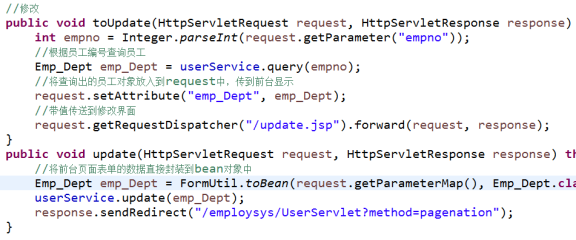 //修改
public void toUpdate(HttpServletRequest request, HttpServletResponse response)
int empno = Integer.parseInt(request.getParameter("empno"));
//根据员工编号查询员工
Emp_Dept emp_Dept = userService.query(empno);
//将查询出的员工对象放入到request中，传到前台显示
request.setAttribute("emp_Dept", emp_Dept);
//带值传送到修改界面
request.getRequestDispatcher("/update.jsp").forward(request, response);
}
public void update(HttpServletRequest request, HttpServletResponse response) th
//将前台页面表单的数据直接封装到bean对象中
Emp_Dept emp_Dept = FormUtil.toBean(request.getParameterMap(), Emp_Dept.cla
userService.update(emp_Dept);
response.sendRedirect("/employsys/UserServlet?method=pagenation");
}